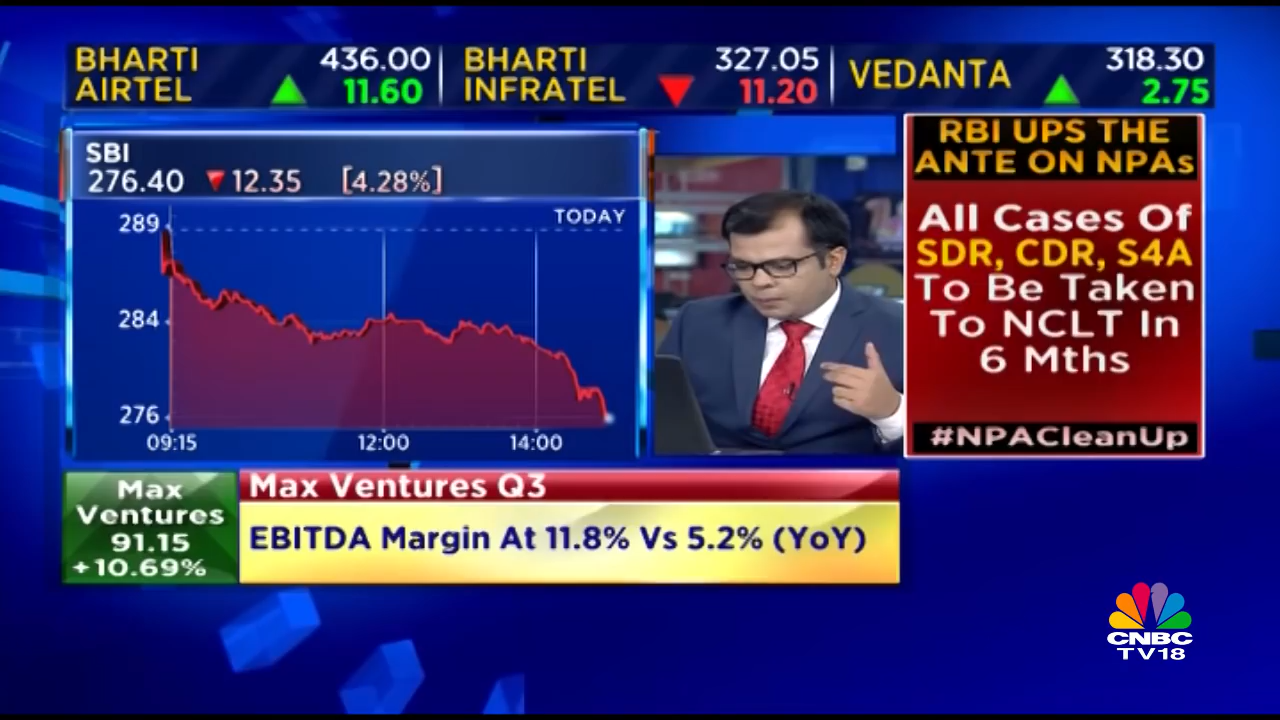 BHARTI AIRTEL 436.00 11.60
BHARTI INFRATEL 327.05 11.20
VEDANTA 318.30 2.75
SBI
276.40 12.35 [4.28%]
TODAY
289
284
276
09:15 12:00 14:00
RBI UPS THE
ANTE ON NPAs
All Cases Of
SDR, CDR, S4A
To Be Taken
To NCLT In
6 Mths
#NPACleanUp
Max
Ventures
91.15
+10.69%
Max Ventures Q3
EBITDA Margin At 11.8% Vs 5.2% (YoY)
CNBC
TV18